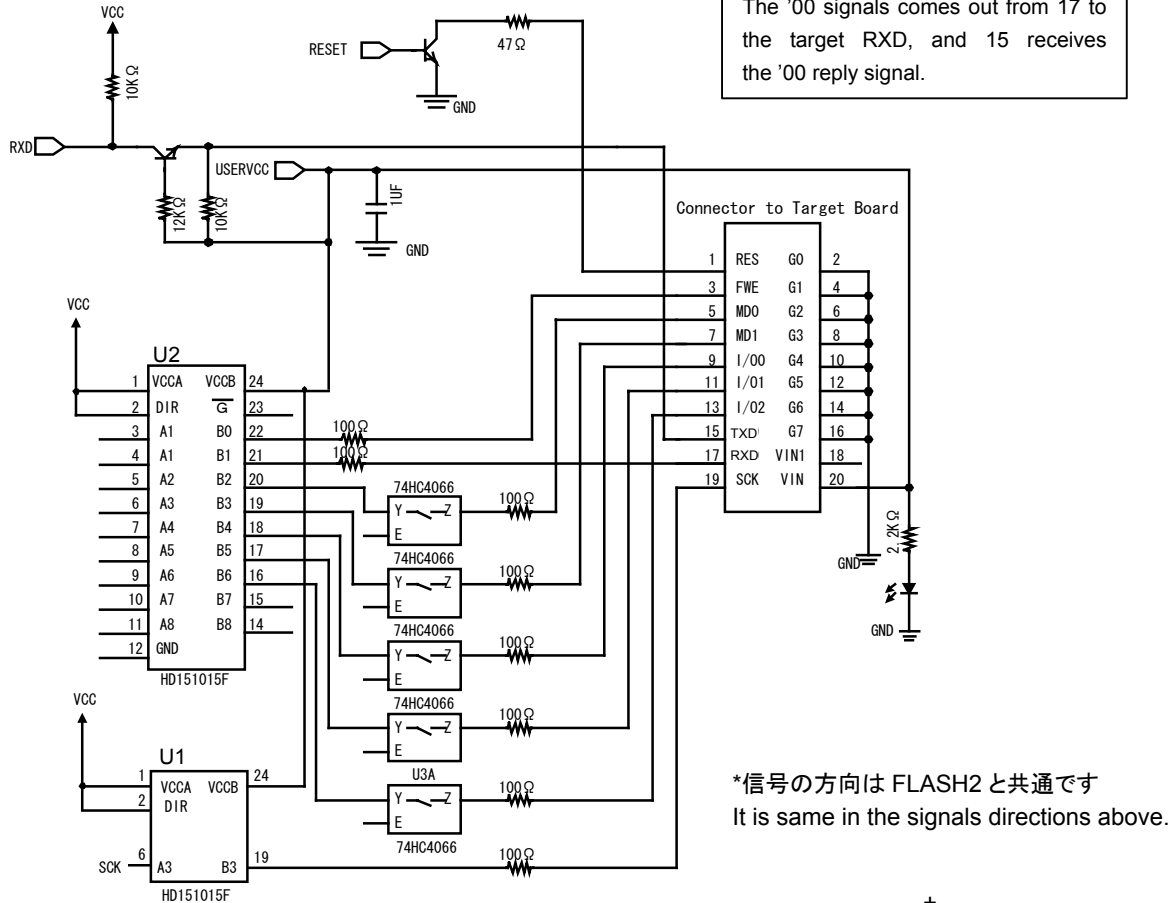 The '00 signals comes out from 17 to
the target RXD, and 15 receives
the '00 reply signal.
VCC
10KΩ
RESET
47Ω
GND
RXD
USERVCC
12KΩ
10KΩ
1UF
GND
Connector to Target Board
1 RES G0 2
3 FWE G1 4
5 MD0 G2 6
7 MD1 G3 8
9 I/O0 G4 10
11 I/O1 G5 12
13 I/O2 G6 14
15 TXD G7 16
17 RXD VIN1 18
19 SCK VIN 20
2.2KΩ
GND
GND
VCC
U2
1 VCCA VCCB 24
2 DIR G 23
3 A1 B0 22
4 A1 B1 21
5 A2 B2 20
6 A3 B3 19
7 A4 B4 18
8 A5 B5 17
9 A6 B6 16
10 A7 B7 15
11 A8 B8 14
12 GND
HD151015F
100Ω
100Ω
74HC4066
Y Z
E
100Ω
74HC4066
Y Z
E
100Ω
74HC4066
Y Z
E
100Ω
74HC4066
Y Z
E
100Ω
U3A
Y Z
E
74HC4066
100Ω
VCC
U1
1 VCCA VCCB 24
2 DIR
SCK 6 A3 B3 19
HD151015F
100Ω
*信号の方向は FLASH2 と共通です
It is same in the signals directions above.